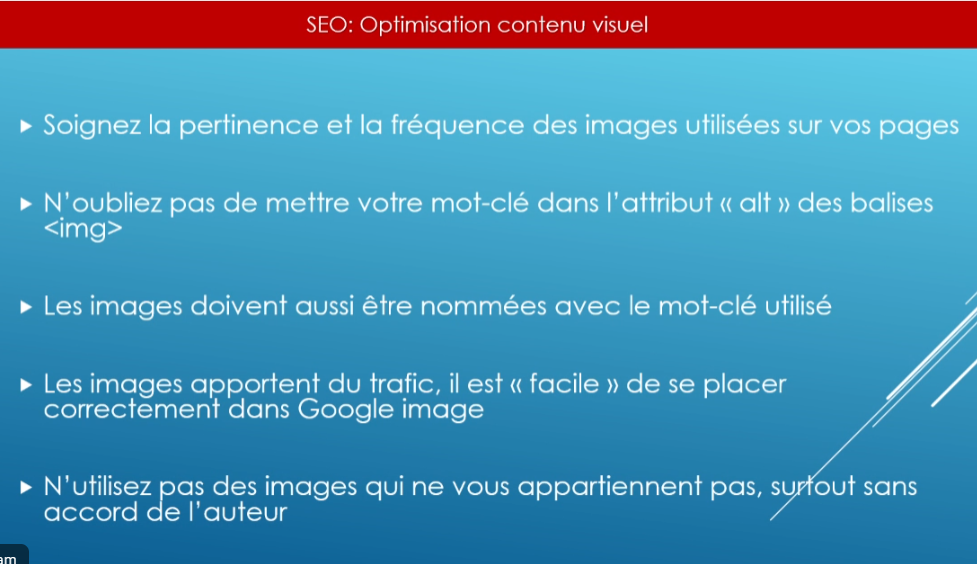 SEO: Optimisation contenu visuel
Soignez la pertinence et la fréquence des images utilisées sur vos pages
N'oubliez pas de mettre votre mot-clé dans l'attribut « alt » des balises
<img>
Les images doivent aussi être nommées avec le mot-clé utilisé
Les images apportent du trafic, il est « facile » de se placer
correctement dans Google image
N'utilisez pas des images qui ne vous appartiennent pas, surtout sans
accord de l'auteur
am